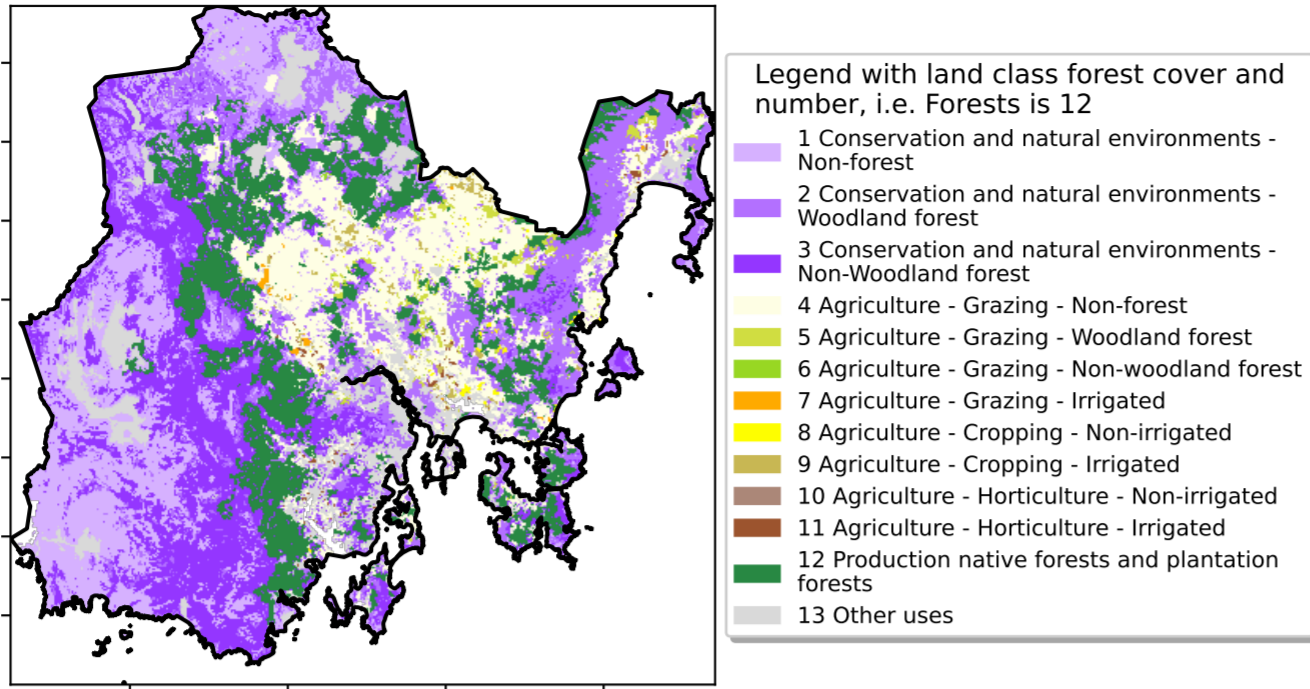 Legend with land class forest cover and
number, i.e. Forests is 12
1 Conservation and natural environments -
Non-forest
2 Conservation and natural environments -
Woodland forest
3 Conservation and natural environments -
Non-Woodland forest
4 Agriculture - Grazing - Non-forest
5 Agriculture - Grazing - Woodland forest
6 Agriculture - Grazing - Non-woodland forest
7 Agriculture - Grazing - Irrigated
8 Agriculture - Cropping - Non-irrigated
9 Agriculture - Cropping - Irrigated
10 Agriculture - Horticulture - Non-irrigated
11 Agriculture - Horticulture - Irrigated
12 Production native forests and plantation
forests
13 Other uses